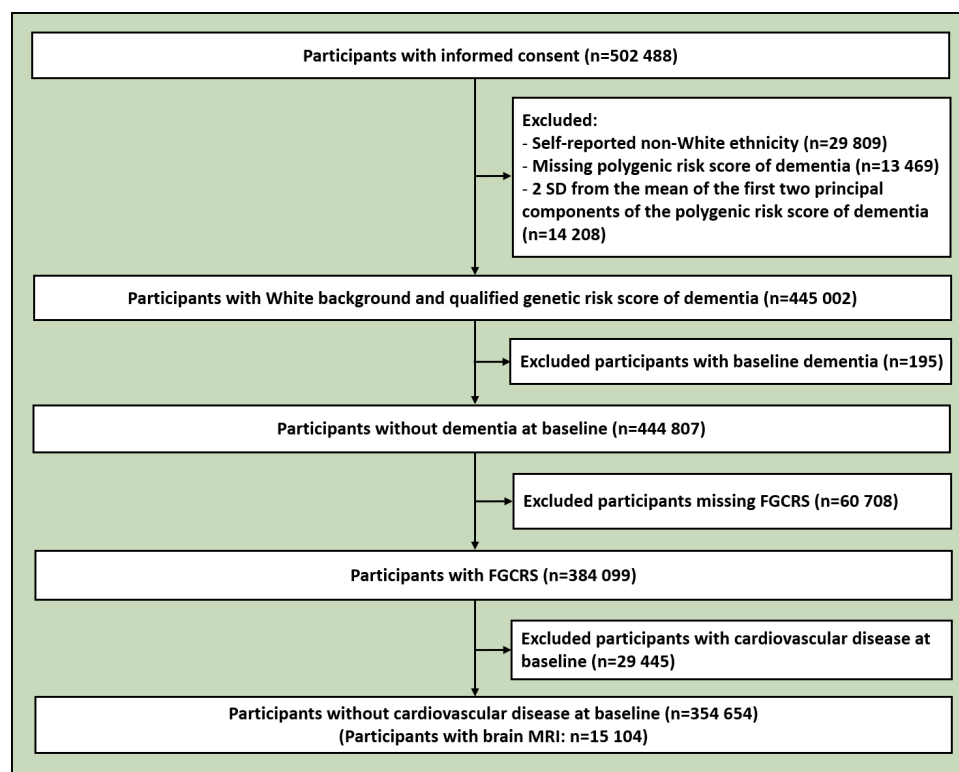 Participants with informed consent (n=502 488)
Excluded:
- Self-reported non-White ethnicity (n=29 809)
- Missing polygenic risk score of dementia (n=13 469)
- 2 SD from the mean of the first two principal
components of the polygenic risk score of dementia
(n=14 208)
Participants with White background and qualified genetic risk score of dementia (n=445 002)
Excluded participants with baseline dementia (n=195)
Participants without dementia at baseline (n=444 807)
Excluded participants missing FGCRS (n=60 708)
Participants with FGCRS (n=384 099)
Excluded participants with cardiovascular disease at
baseline (n=29 445)
Participants without cardiovascular disease at baseline (n=354 654)
(Participants with brain MRI: n=15 104)